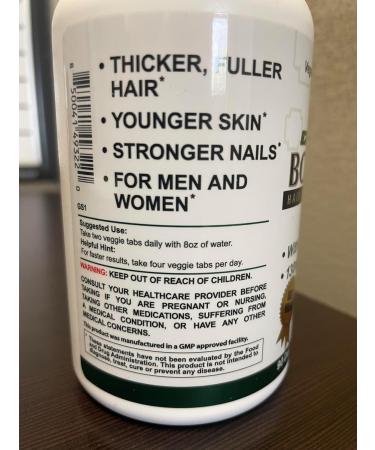 • THICKER, FULLER
HAIR*
• YOUNGER SKIN*
• STRONGER NAILS*
• FOR MEN AND
WOMEN*
GS1
Suggested Use:
Take two veggie tabs daily with 8oz of water.
Helpful Hint:
For faster results, take four veggie tabs per day.
WARNING: KEEP OUT OF REACH OF CHILDREN.
CONSULT YOUR HEALTHCARE PROVIDER BEFORE
TAKING IF YOU ARE PREGNANT OR NURSING,
TAKING OTHER MEDICATIONS, SUFFERING FROM
A MEDICAL CONDITION, OR HAVE ANY OTHER
MEDICAL CONCERNS.
This product was manufactured in a GMP approved facility.
*These statements have not been evaluated by the Food
and Drug Administration. This product is not intended to
diagnose, treat, cure or prevent any disease.
8 50041 49322 0